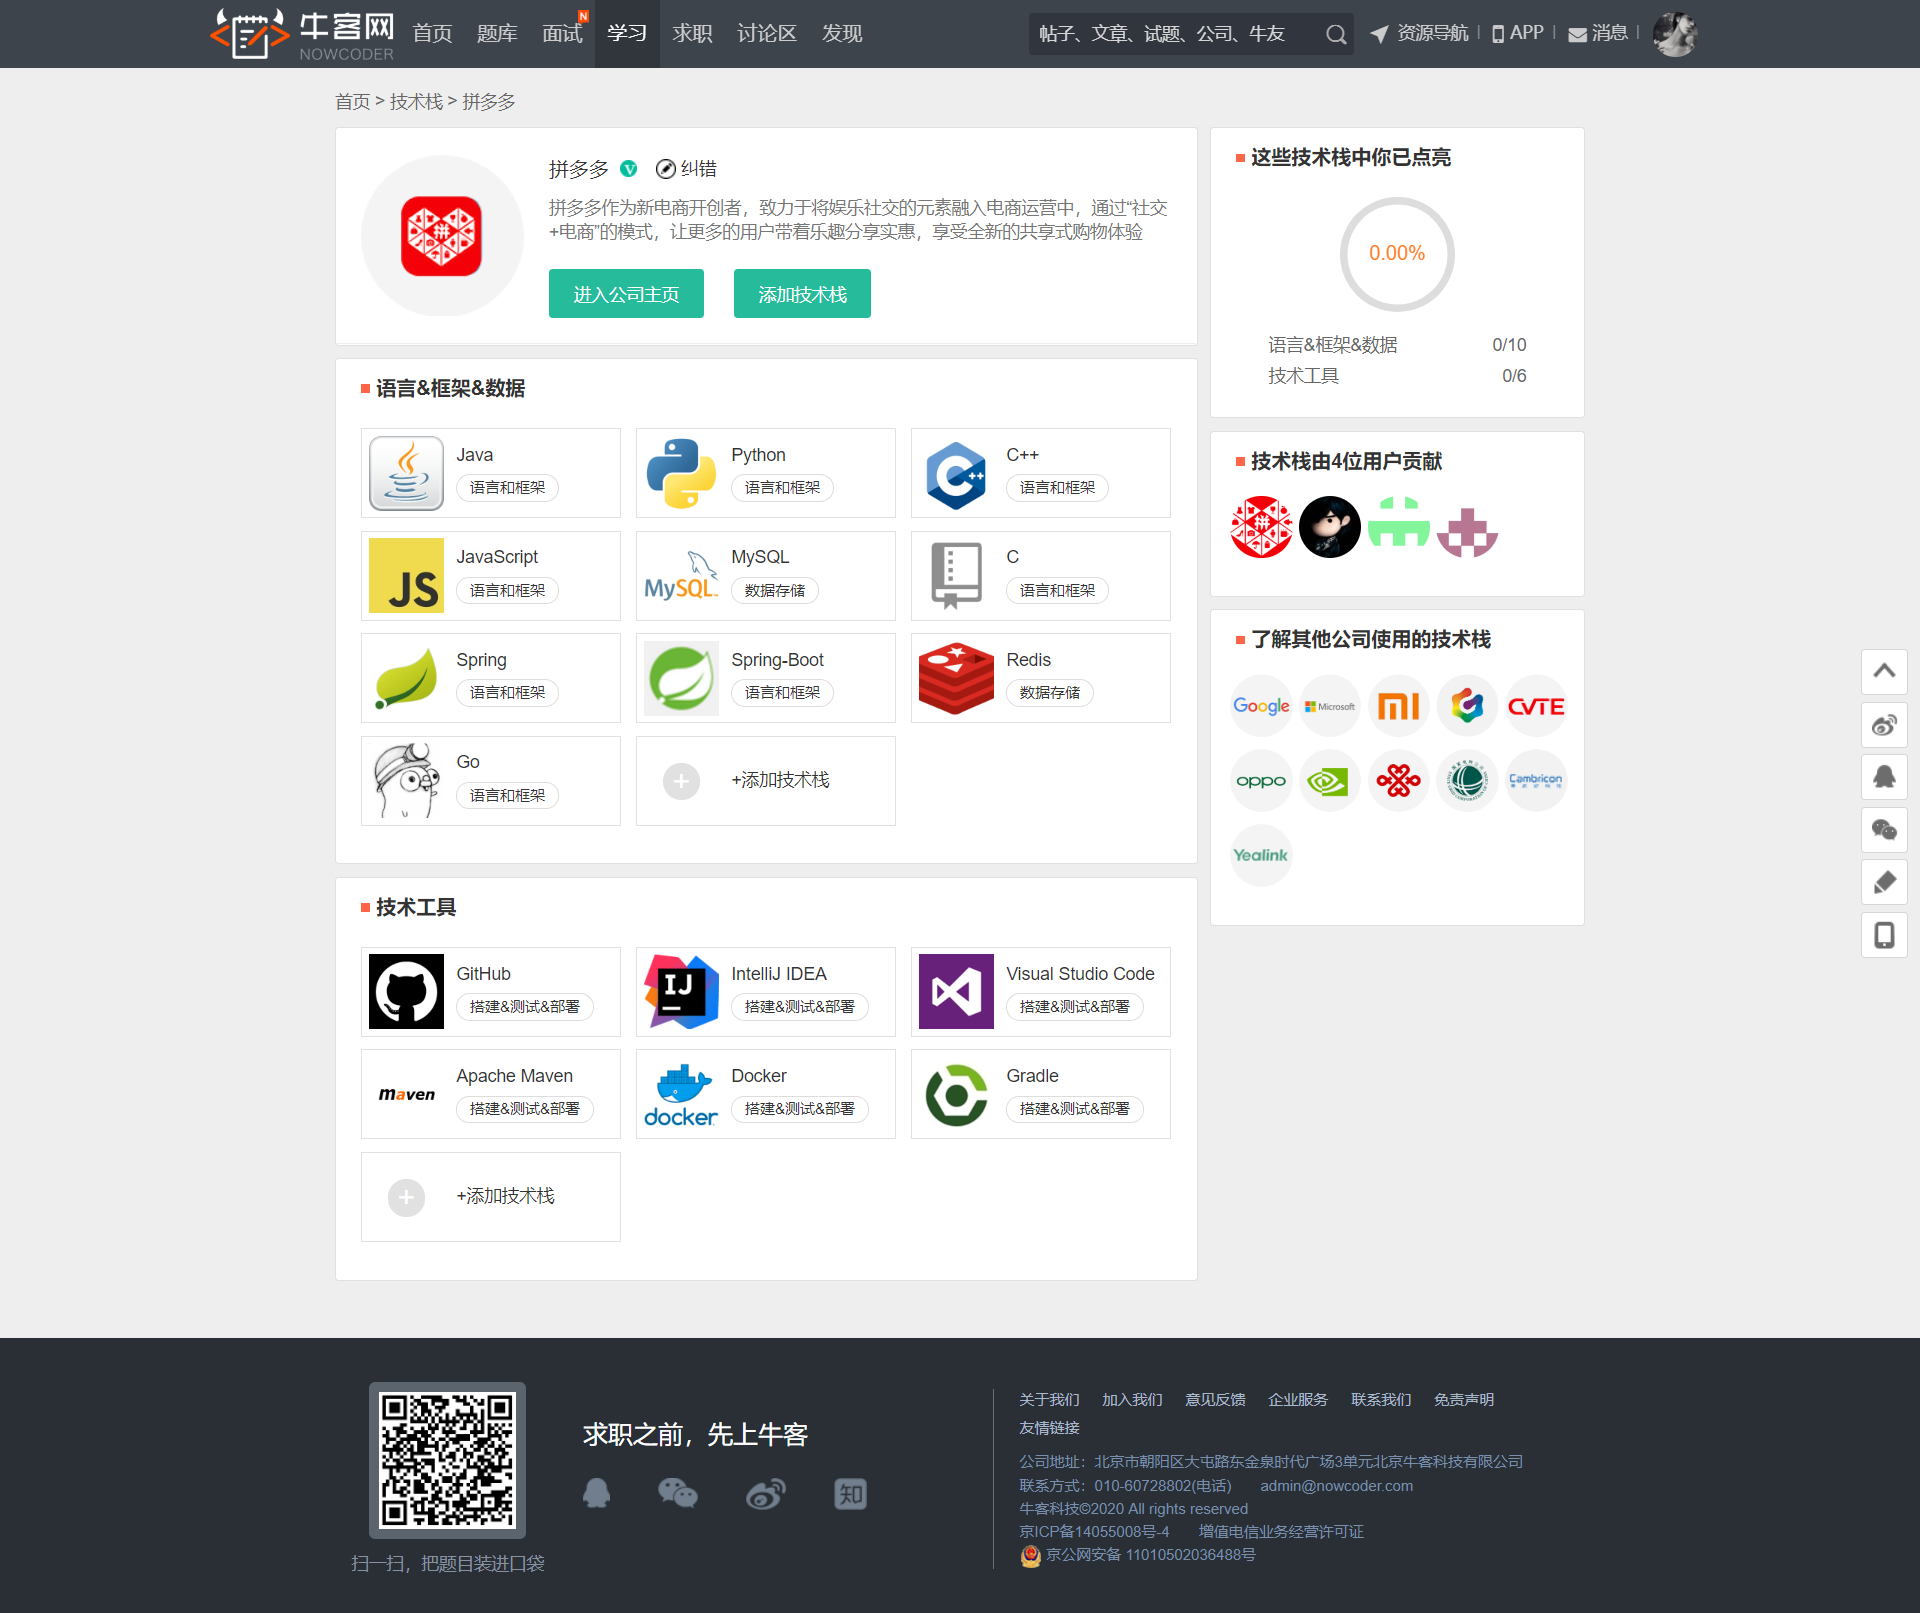 牛客网
NOWCODER
首页 题库 面试 N 学习 求职 讨论区 发现
帖子、文章、试题、公司、牛友
资源导航 | APP | 消息 |
首页 > 技术栈 > 拼多多
拼
拼多多 V 纠错
拼多多作为新电商开创者，致力于将娱乐社交的元素融入电商运营中，通过“社交
+电商”的模式，让更多的用户带着乐趣分享实惠，享受全新的共享式购物体验
进入公司主页 添加技术栈
语言&框架&数据
Java
语言和框架
Python
语言和框架
C++
语言和框架
JS
JavaScript
语言和框架
MySQL
MySQL
数据存储
C
语言和框架
Spring
语言和框架
Spring-Boot
语言和框架
Redis
数据存储
Go
语言和框架
+添加技术栈
技术工具
GitHub
搭建&测试&部署
IJ
IntelliJ IDEA
搭建&测试&部署
Visual Studio Code
搭建&测试&部署
maven
Apache Maven
搭建&测试&部署
docker
Docker
搭建&测试&部署
Gradle
搭建&测试&部署
+添加技术栈
这些技术栈中你已点亮
0.00%
语言&框架&数据 0/10
技术工具 0/6
技术栈由4位用户贡献
拼
了解其他公司使用的技术栈
Google Microsoft MI CVTE
oppo Cambricon
Yealink
求职之前，先上牛客
知
扫一扫，把题目装进口袋
关于我们 加入我们 意见反馈 企业服务 联系我们 免责声明
友情链接
公司地址：北京市朝阳区大屯路东金泉时代广场3单元北京牛客科技有限公司
联系方式：010-60728802(电话) admin@nowcoder.com
牛客科技©2020 All rights reserved
京ICP备14055008号-4 增值电信业务经营许可证
京公网安备 11010502036488号